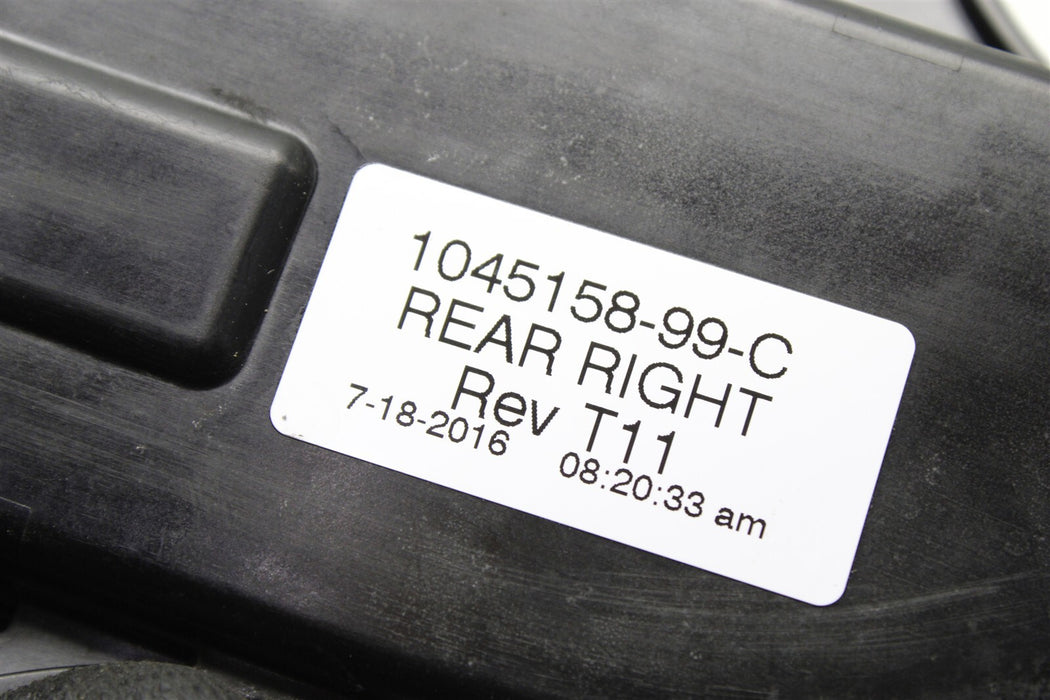 1045158-99-C
REAR RIGHT
Rev T11
7-18-2016 08:20:33 am